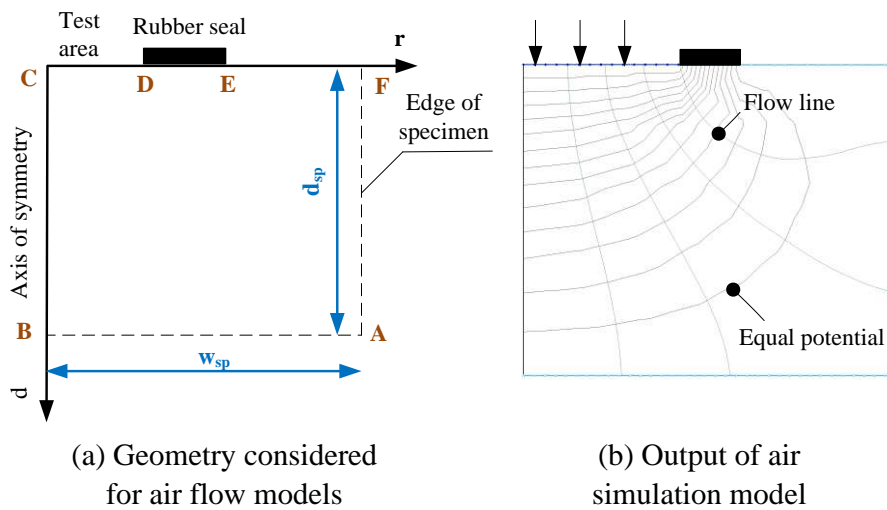 Test
area
Rubber seal
r
C
D
E
F
Edge of
specimen
Axis of symmetry
d_sp
B
A
w_sp
d
(a) Geometry considered
for air flow models
Flow line
Equal potential
(b) Output of air
simulation model